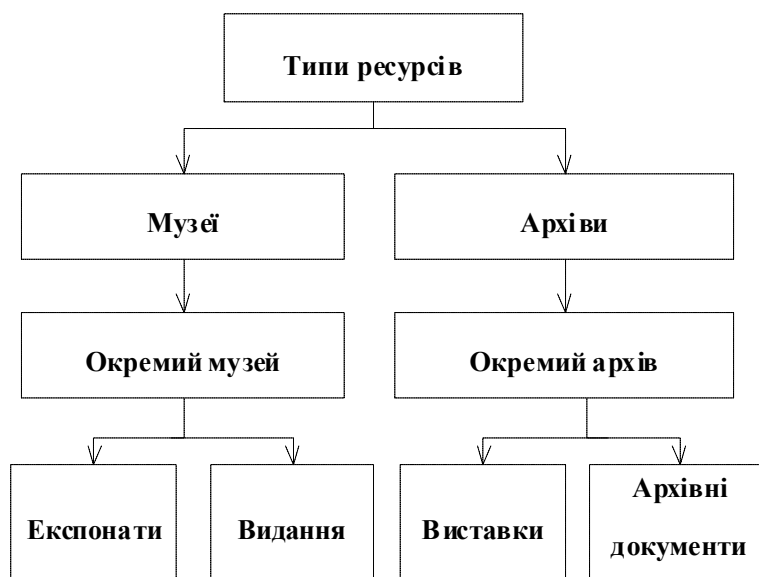 Типи ресурсів
Музеї
Архіви
Окремий музей
Окремий архів
Експонати
Видання
Виставки
Архівні
документи